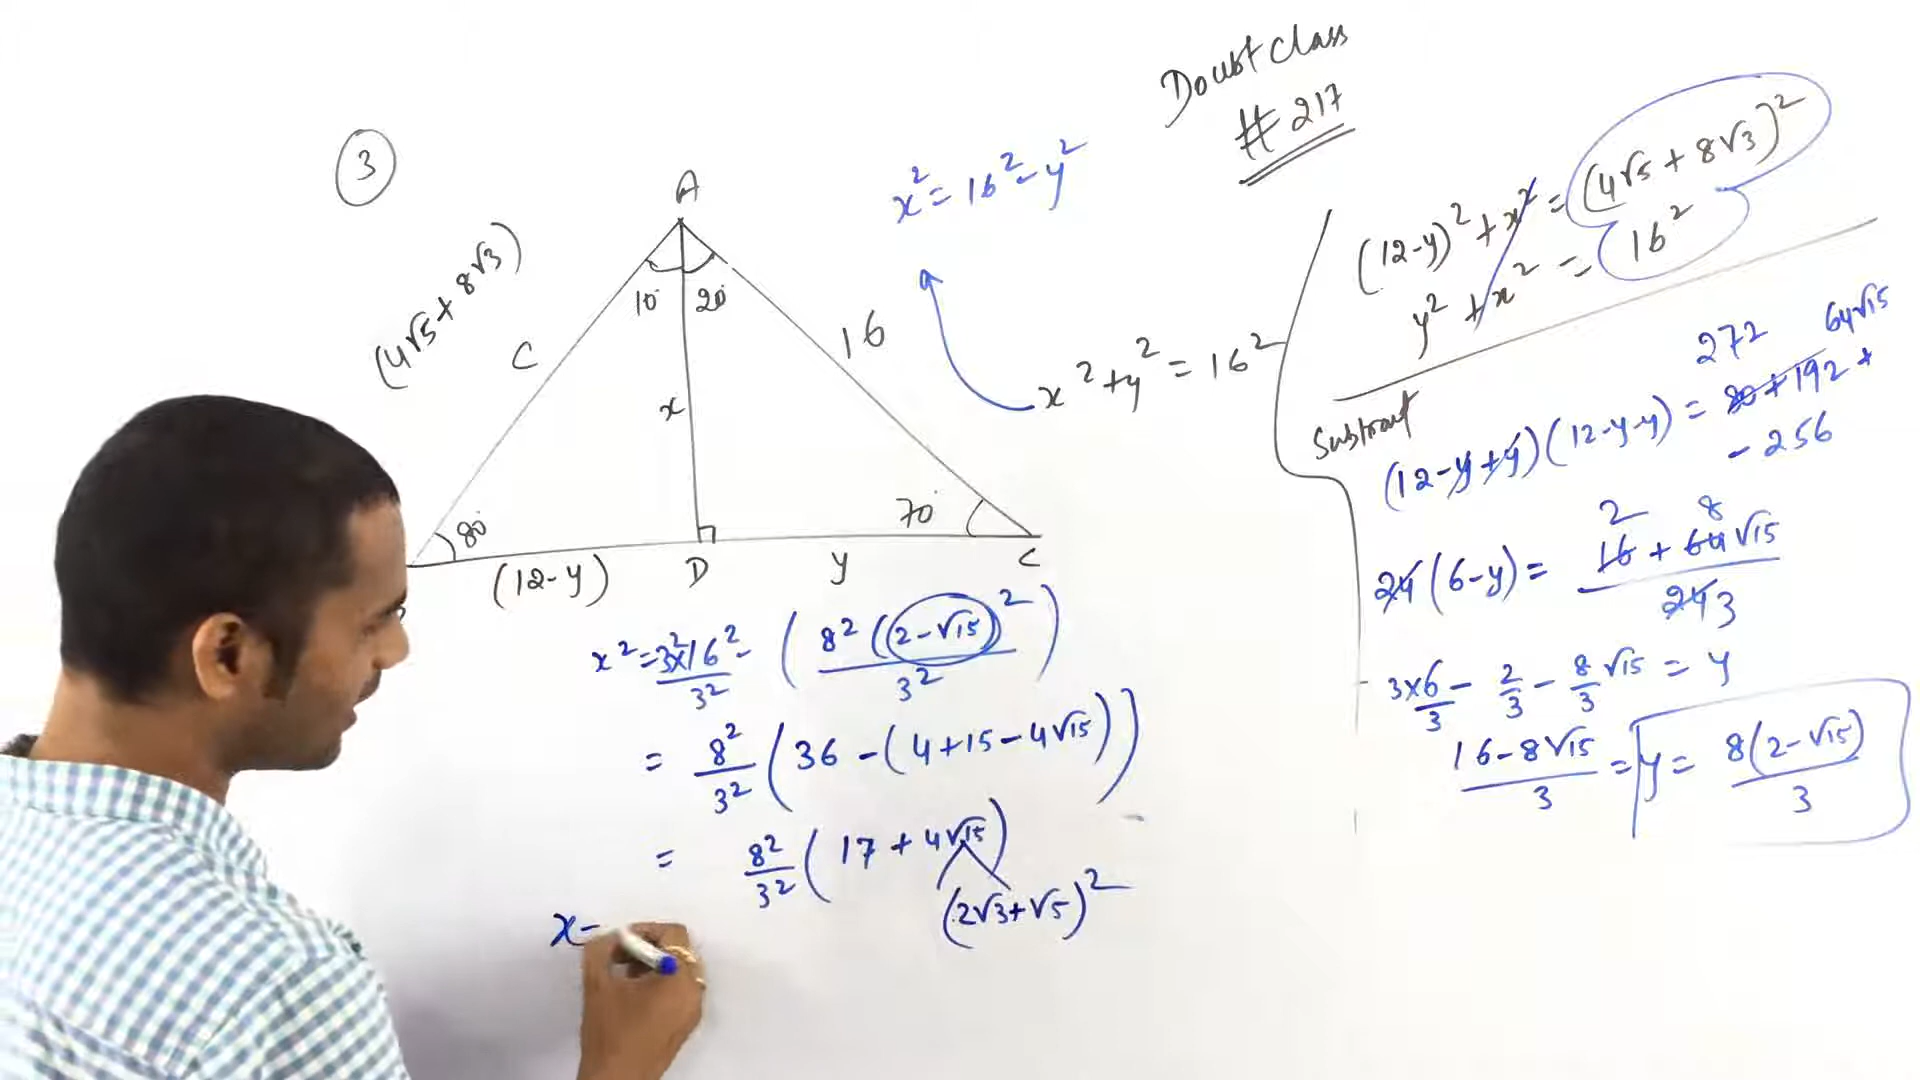 Doubt Class
# 217
3
A
(4√5 + 8√3)
10° 20°
C
16
x
80°
70°
(12-y)
D
y
C
x² = 16² - y²
x² + y² = 16²
(12-y)² + x² = (4√5 + 8√3)²
y² + x² = 16²
Subtract
272 64√15
(12-y+y)(12-y-y) = 80 + 192 +
- 256
2 8
24(6-y) = 16 + 64√15
24 3
3×6/3 - 2/3 - 8/3 √15 = y
16-8√15/3 = y = 8(2-√15)/3
x² = 3²×16²/3² - (8²((2-√15))²/3²)
= 8²/3² (36 - (4+15-4√15))
= 8²/3² (17 + 4√15)
(2√3+√5)²
x=